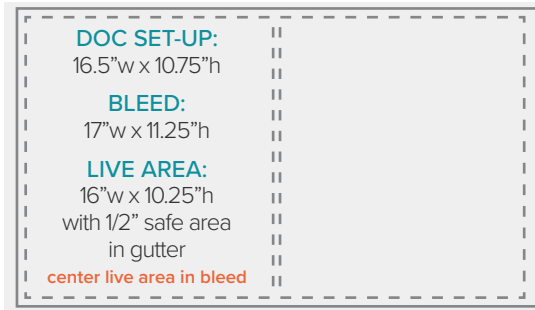 DOC SET-UP:
16.5”w x 10.75”h
BLEED:
17”w x 11.25”h
LIVE AREA:
16”w x 10.25”h
with 1/2” safe area
in gutter
center live area in bleed